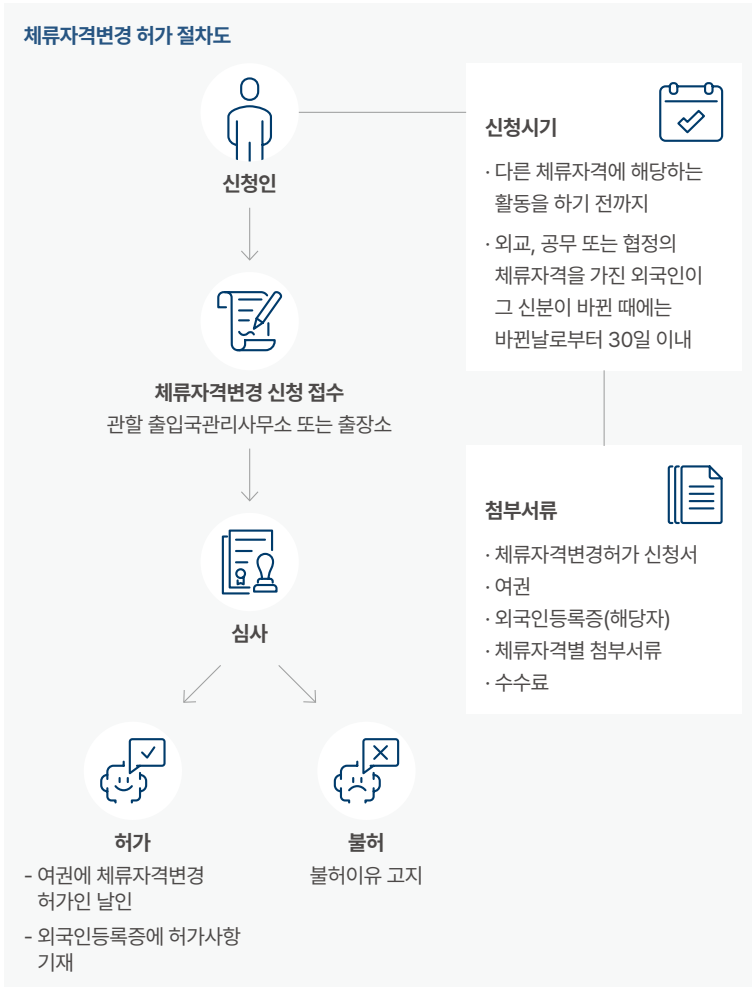 체류자격변경 허가 절차도
신청인
신청시기
· 다른 체류자격에 해당하는
활동을 하기 전까지
· 외교, 공무 또는 협정의
체류자격을 가진 외국인이
그 신분이 바뀐 때에는
바뀐날로부터 30일 이내
체류자격변경 신청 접수
관할 출입국관리사무소 또는 출장소
첨부서류
· 체류자격변경허가 신청서
· 여권
· 외국인등록증(해당자)
· 체류자격별 첨부서류
· 수수료
심사
허가
- 여권에 체류자격변경
허가인 날인
- 외국인등록증에 허가사항
기재
불허
불허이유 고지